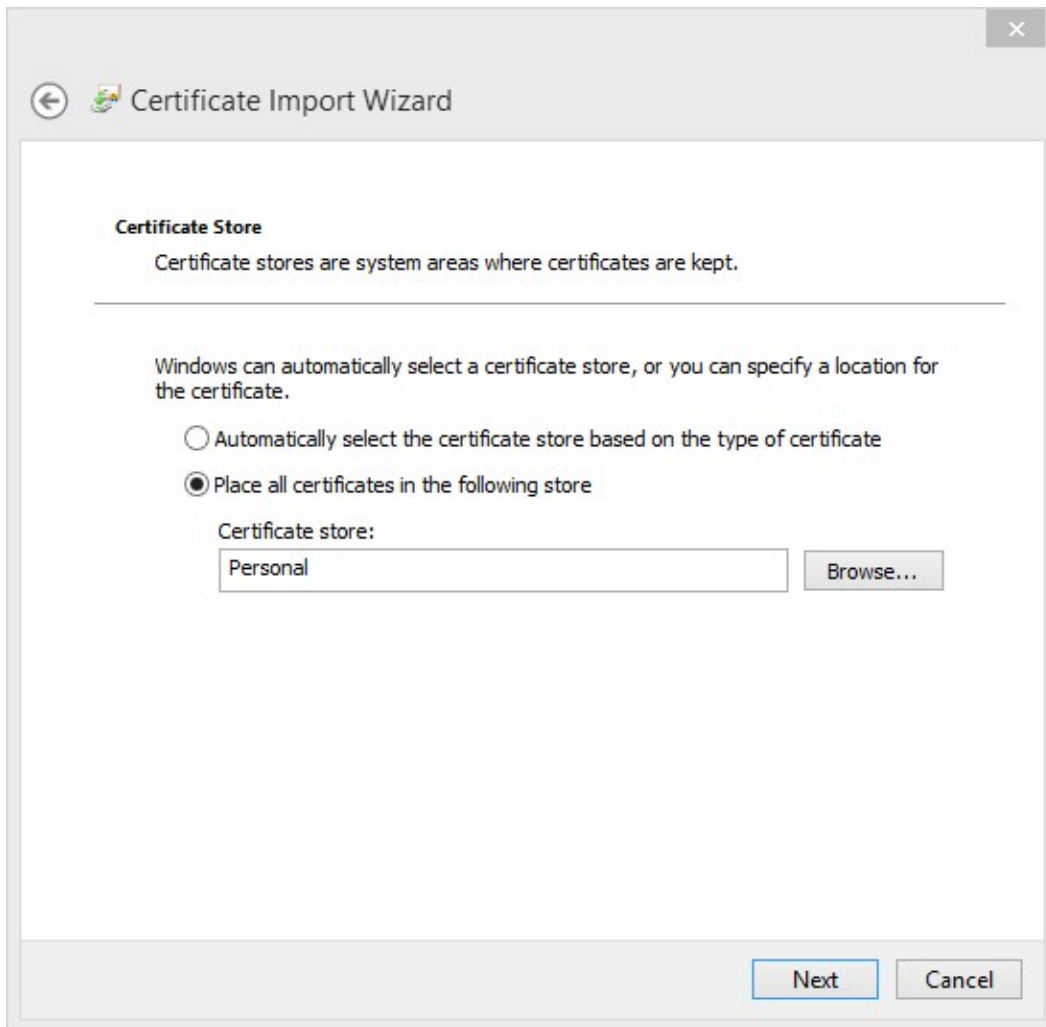 Certificate Import Wizard
Certificate Store
Certificate stores are system areas where certificates are kept.
Windows can automatically select a certificate store, or you can specify a location for
the certificate.
Automatically select the certificate store based on the type of certificate
Place all certificates in the following store
Certificate store:
Personal
Browse...
Next
Cancel